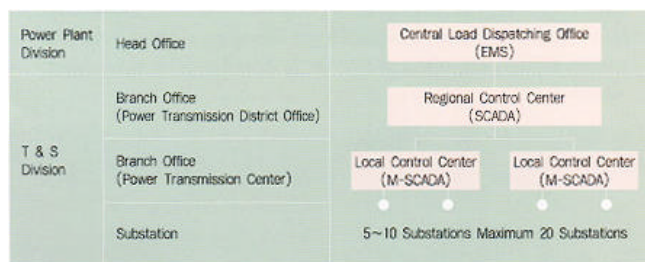 Power Plant
Division
Head Office
Central Load Dispatching Office
(EMS)
T & S
Division
Branch Office
(Power Transmission District Office)
Regional Control Center
(SCADA)
Branch Office
(Power Transmission Center)
Local Control Center
(M-SCADA)
Local Control Center
(M-SCADA)
Substation
5~10 Substations Maximum 20 Substations